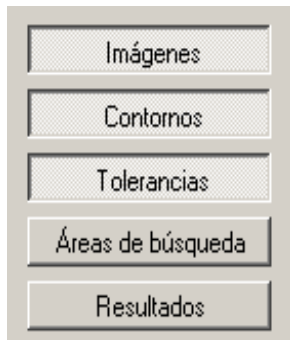 Imágenes
Contornos
Tolerancias
Áreas de búsqueda
Resultados